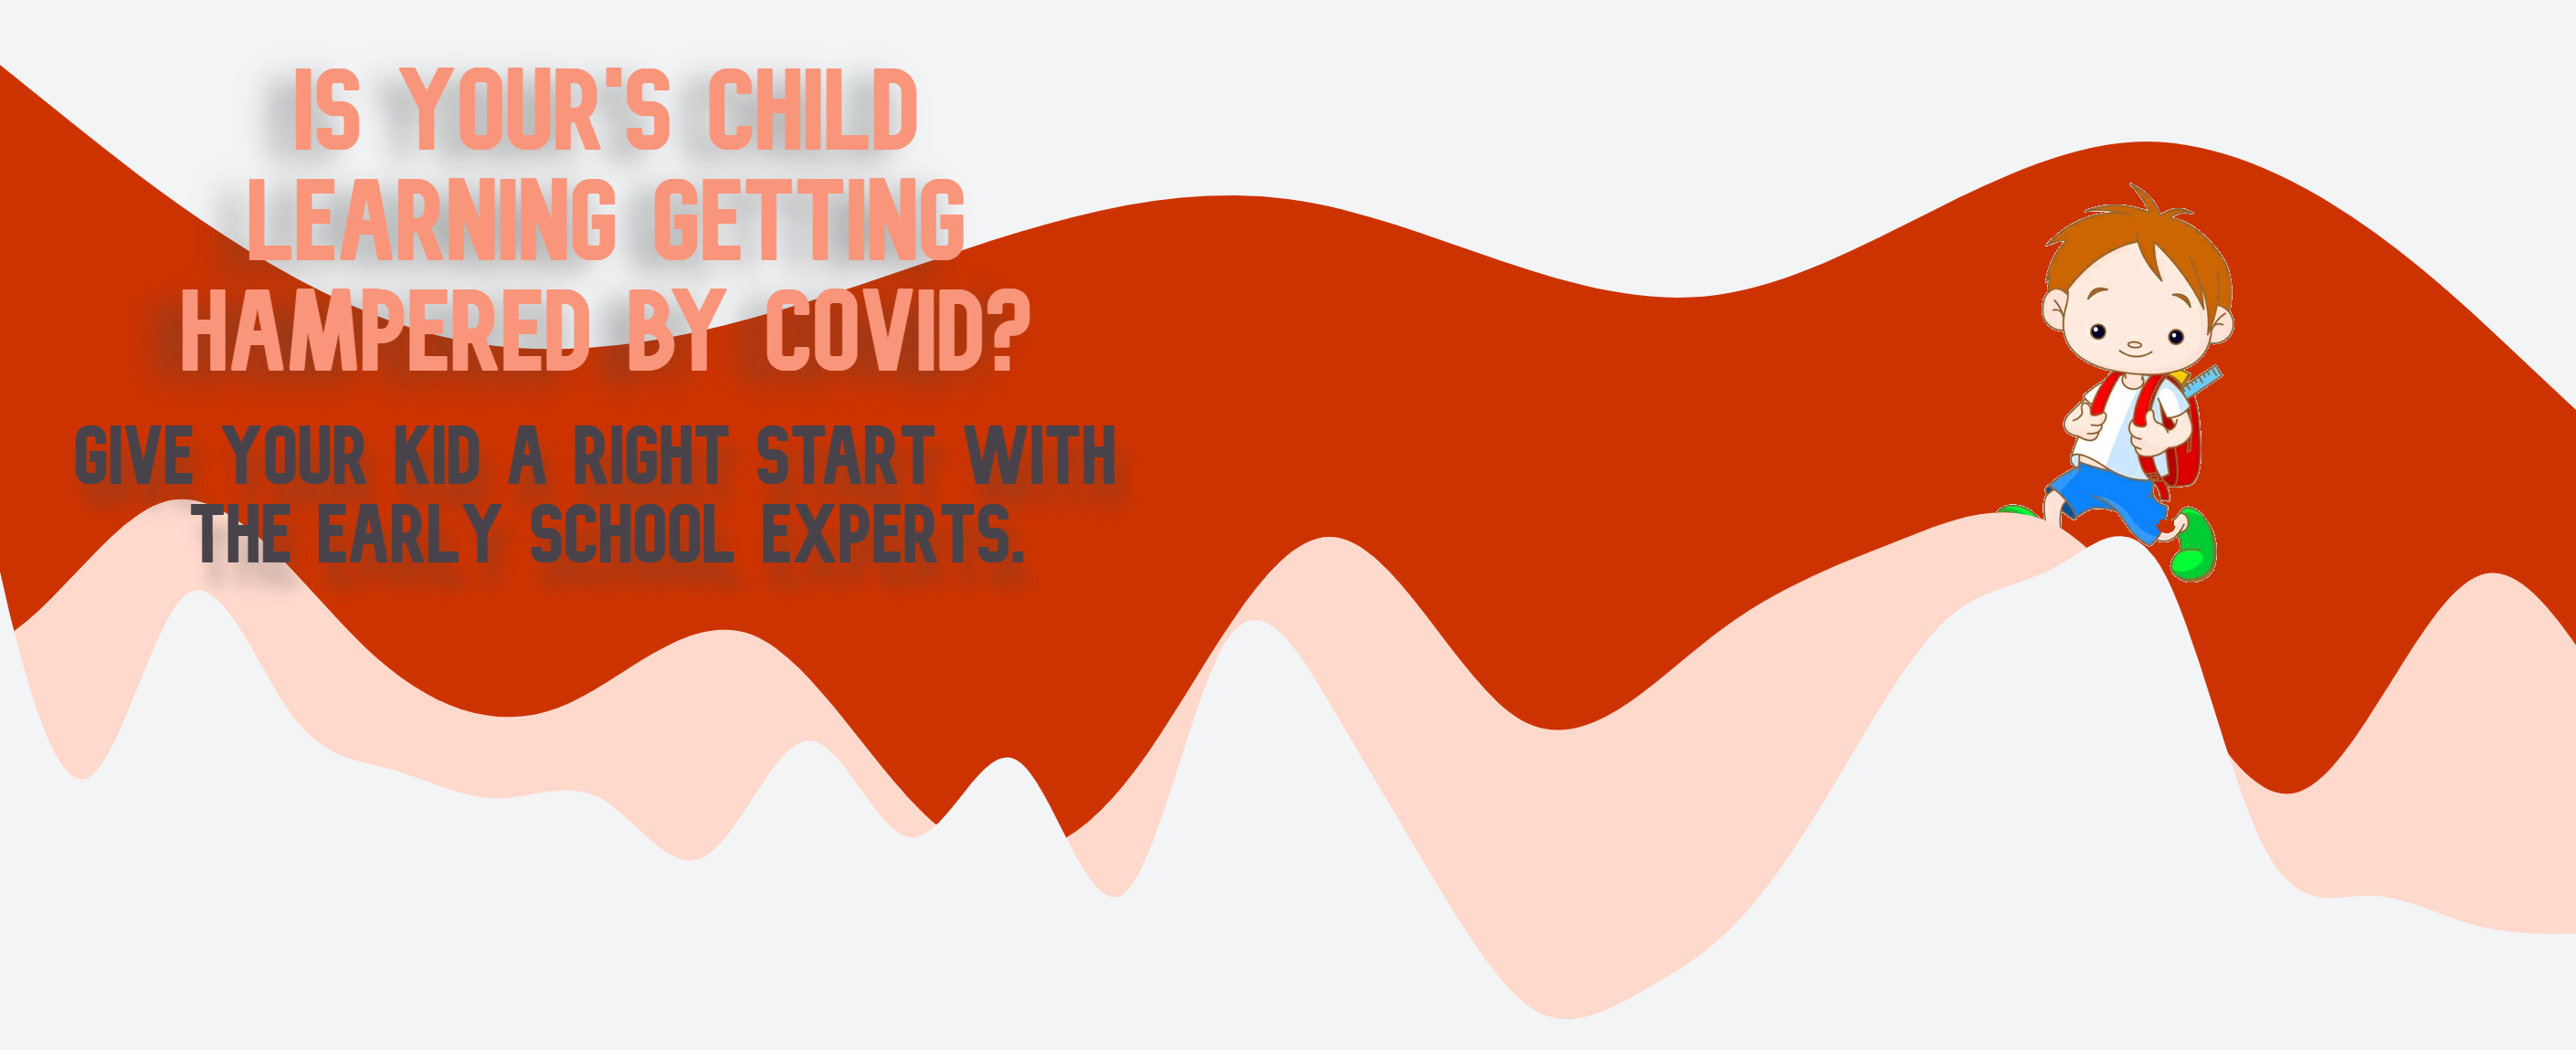 IS YOUR'S CHILD
LEARNING GETTING
HAMPERED BY COVID?
GIVE YOUR KID A RIGHT START WITH
THE EARLY SCHOOL EXPERTS.